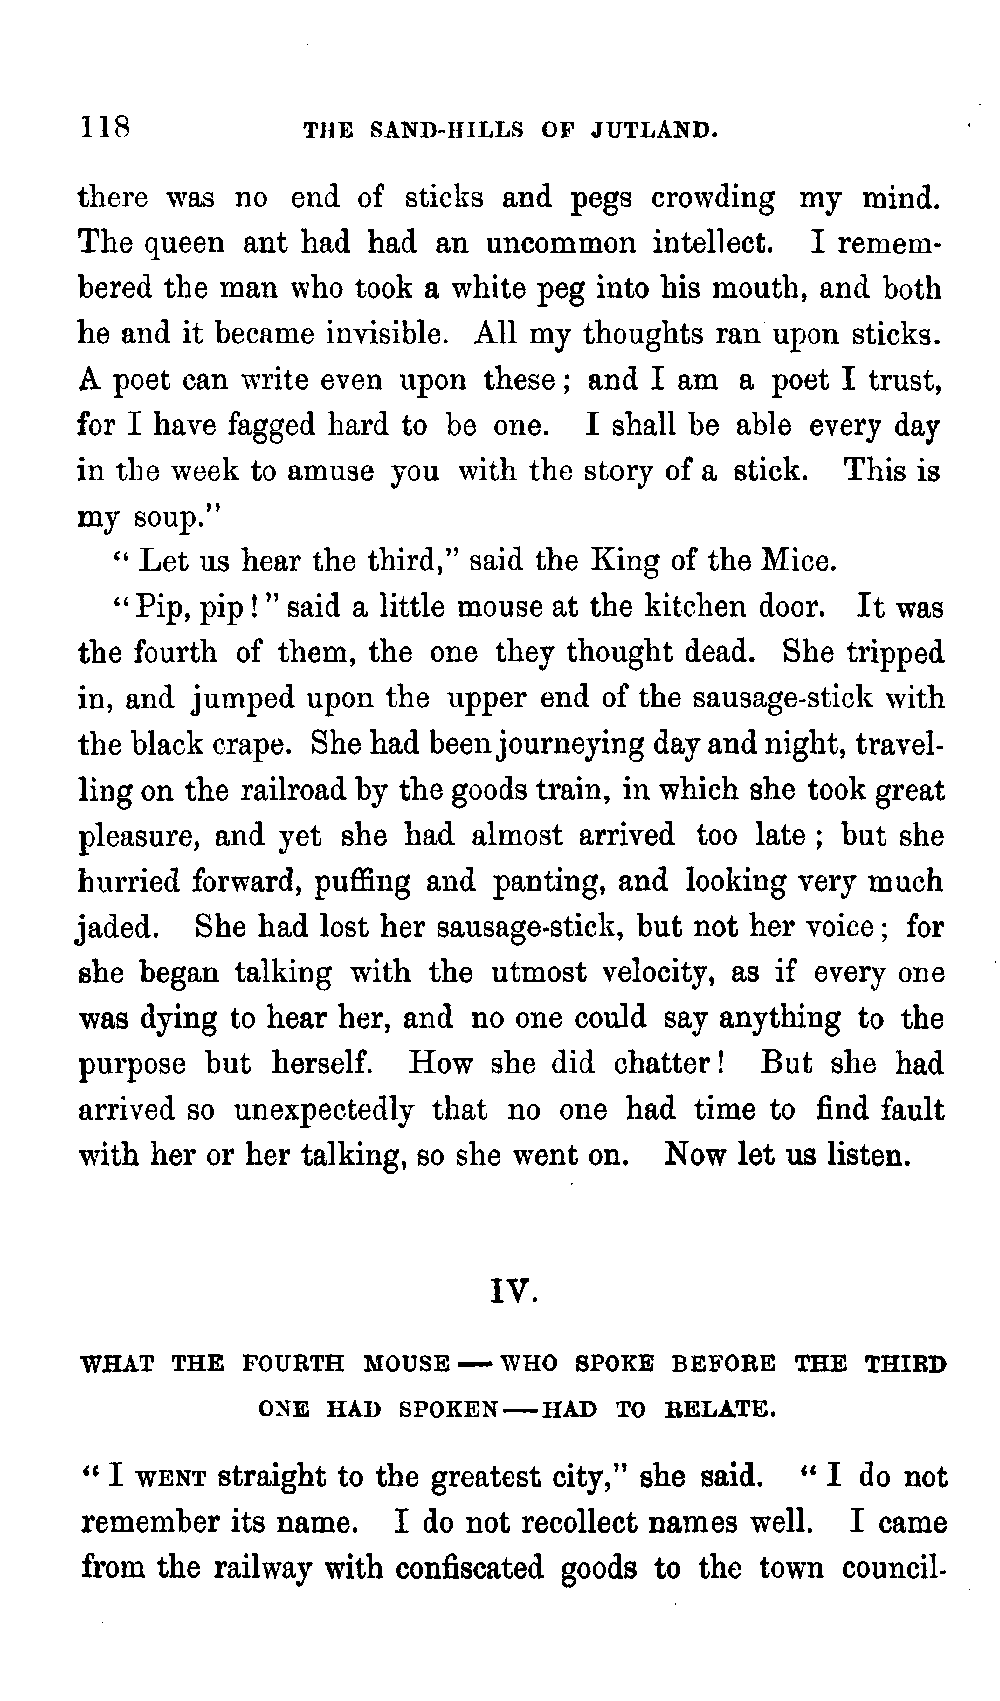 118 THE SAND-HILLS OF JUTLAND.
there was no end of sticks and pegs crowding my mind.
The queen ant had had an uncommon intellect. I remem-
bered the man who took a white peg into his mouth, and both
he and it became invisible. All my thoughts ran upon sticks.
A poet can write even upon these; and I am a poet I trust,
for I have fagged hard to be one. I shall be able every day
in the week to amuse you with the story of a stick. This is
my soup."
"Let us hear the third," said the King of the Mice.
"Pip, pip!" said a little mouse at the kitchen door. It was
the fourth of them, the one they thought dead. She tripped
in, and jumped upon the upper end of the sausage-stick with
the black crape. She had been journeying day and night, travel-
ling on the railroad by the goods train, in which she took great
pleasure, and yet she had almost arrived too late; but she
hurried forward, puffing and panting, and looking very much
jaded. She had lost her sausage-stick, but not her voice; for
she began talking with the utmost velocity, as if every one
was dying to hear her, and no one could say anything to the
purpose but herself. How she did chatter! But she had
arrived so unexpectedly that no one had time to find fault
with her or her talking, so she went on. Now let us listen.
IV.
WHAT THE FOURTH MOUSE—WHO SPOKE BEFORE THE THIRD
ONE HAD SPOKEN—HAD TO RELATE.
"I WENT straight to the greatest city," she said. "I do not
remember its name. I do not recollect names well. I came
from the railway with confiscated goods to the town council-